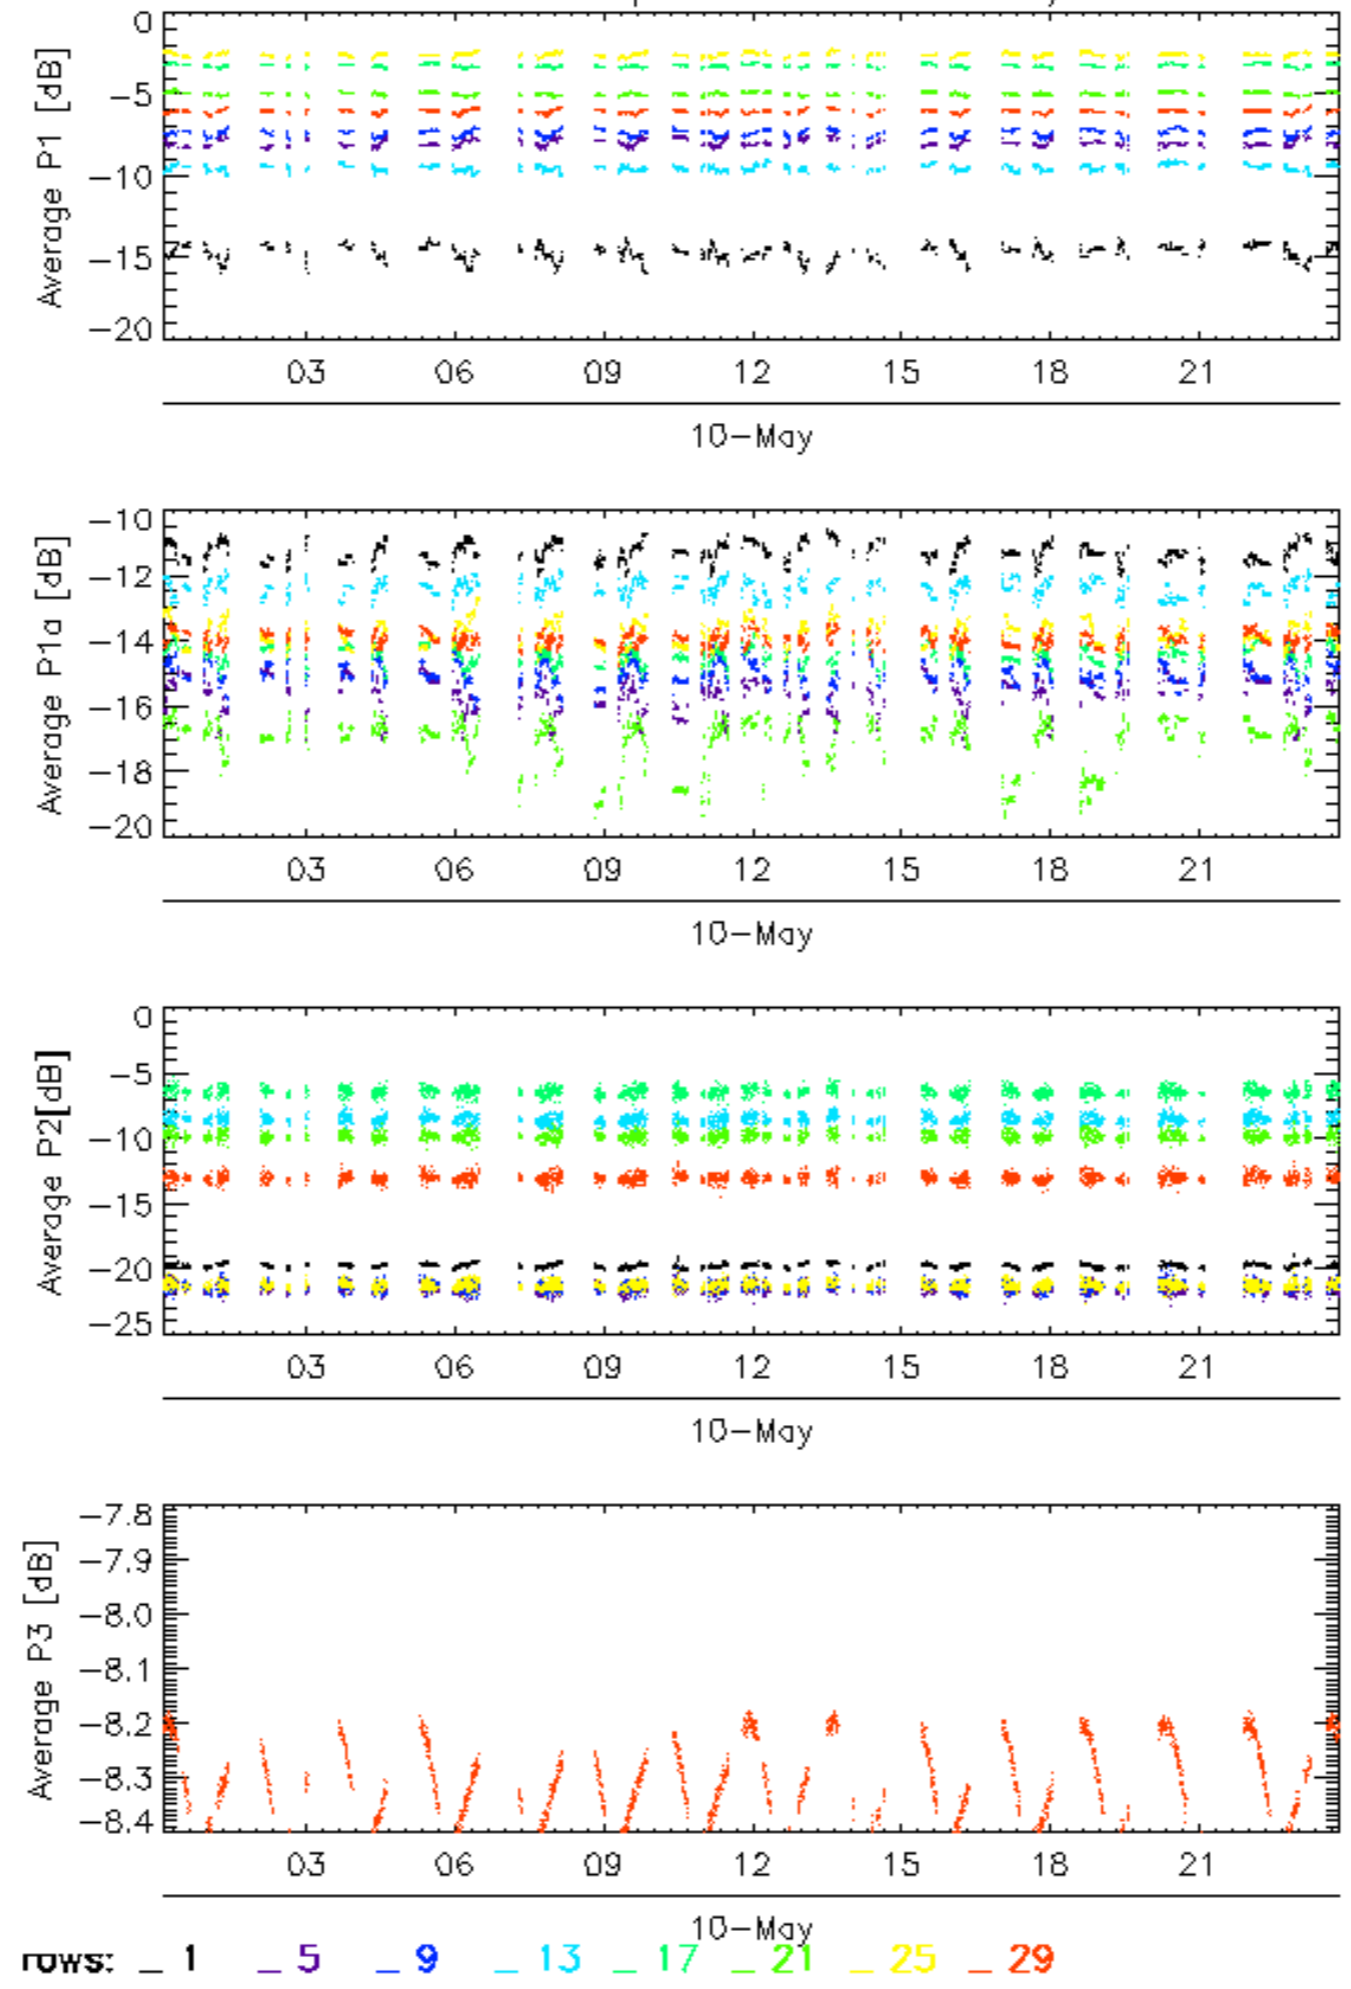 0
−5
−10
−15
−20
Average P1 [dB]
03 06 09 12 15 18 21
10−May
−10
−12
−14
−16
−18
−20
Average P1a [dB]
03 06 09 12 15 18 21
10−May
0
−5
−10
−15
−20
−25
Average P2[dB]
03 06 09 12 15 18 21
10−May
−7.8
−7.9
−8.0
−8.1
−8.2
−8.3
−8.4
Average P3 [dB]
03 06 09 12 15 18 21
10−May
rows: _ 1 _ 5 _ 9 _ 13 _ 17 _ 21 _ 25 _ 29